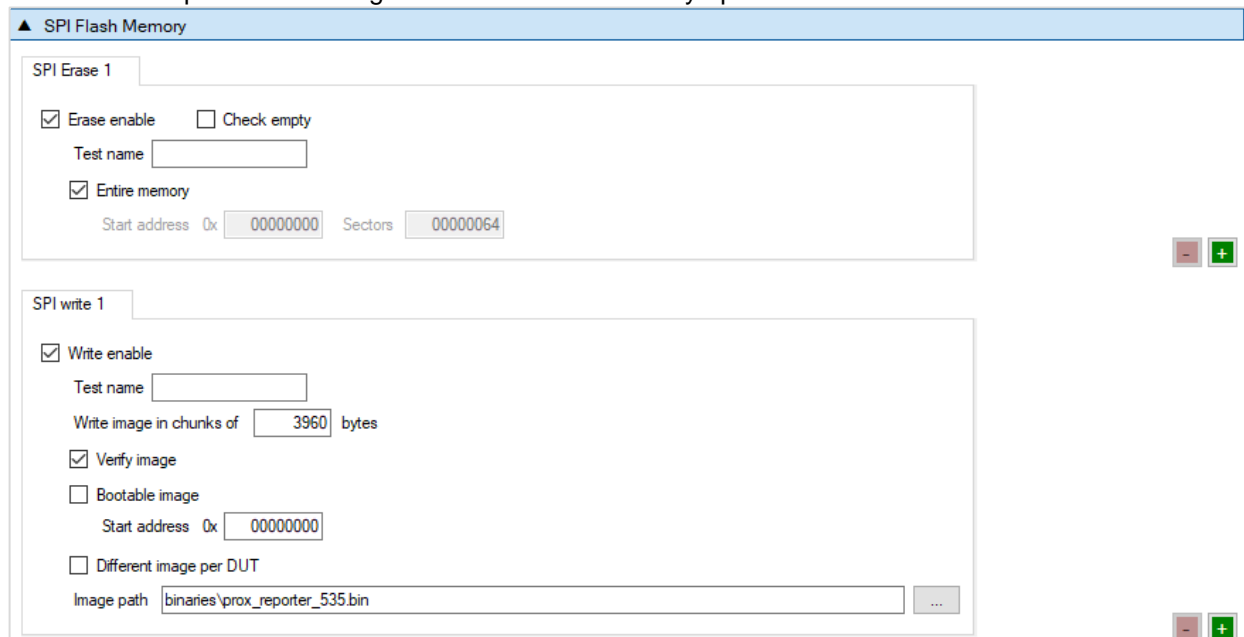 ▲ SPI Flash Memory
SPI Erase 1
Erase enable Check empty
Test name
Entire memory
Start address 0x 00000000 Sectors 00000064
- +
SPI write 1
Write enable
Test name
Write image in chunks of 3960 bytes
Verify image
Bootable image
Start address 0x 00000000
Different image per DUT
Image path binaries\prox_reporter_535.bin ...
- +